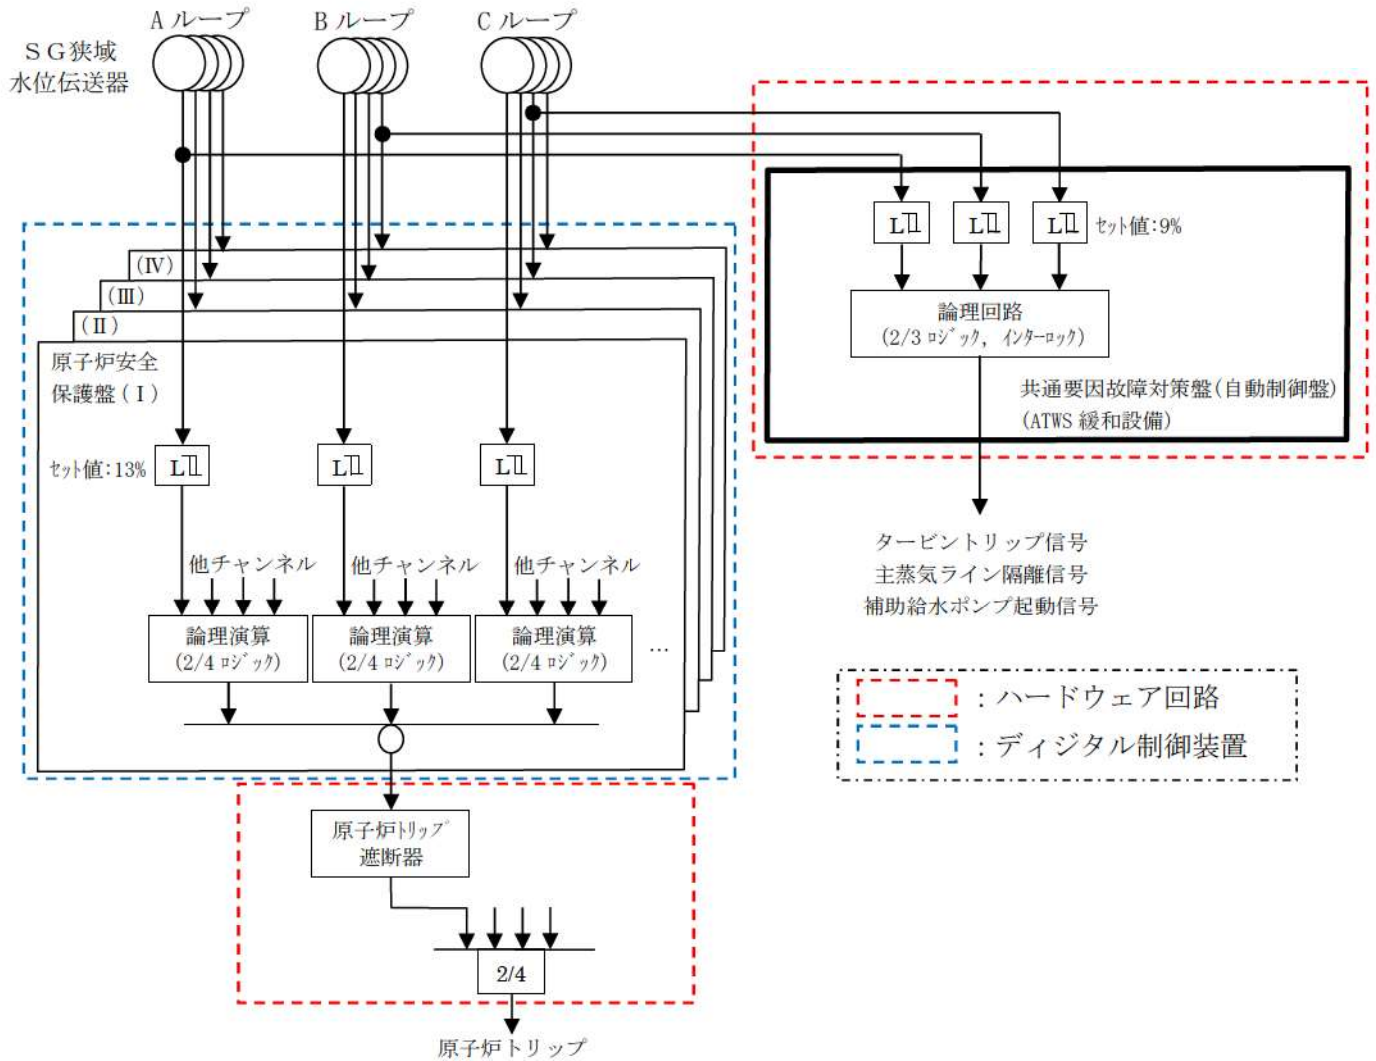 Aループ
Bループ
Cループ
SG狭域
水位伝送器
L
L
L
セット値:9%
論理回路
(2/3 ロジック, インターロック)
共通要因故障対策盤(自動制御盤)
(ATWS 緩和設備)
タービントリップ信号
主蒸気ライン隔離信号
補助給水ポンプ起動信号
(Ⅳ)
(Ⅲ)
(Ⅱ)
原子炉安全
保護盤(Ⅰ)
セット値:13%
L
L
L
他チャンネル
他チャンネル
他チャンネル
論理演算
(2/4 ロジック)
論理演算
(2/4 ロジック)
論理演算
(2/4 ロジック)
…
:ハードウェア回路
:ディジタル制御装置
原子炉トリップ
遮断器
2/4
原子炉トリップ